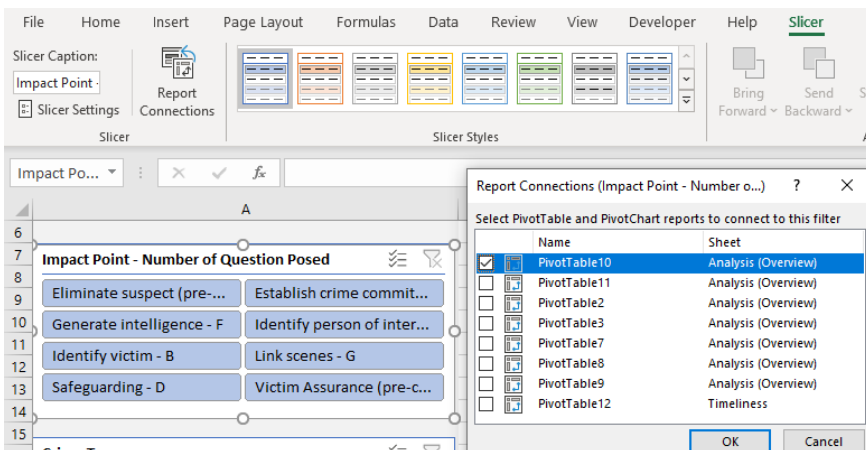 File Home Insert Page Layout Formulas Data Review View Developer Help Slicer
Slicer Caption:
Impact Point -
Slicer Settings
Report
Connections
Bring
Forward
Send
Backward
S
Slicer
Slicer Styles
Impact Po...
fx
A
6
7
8
9
10
11
12
13
14
15
Impact Point - Number of Question Posed
Eliminate suspect (pre-... Establish crime commit...
Generate intelligence - F Identify person of inter...
Identify victim - B Link scenes - G
Safeguarding - D Victim Assurance (pre-c...
Report Connections (Impact Point - Number o...) ? X
Select PivotTable and PivotChart reports to connect to this filter
Name Sheet
PivotTable10 Analysis (Overview)
PivotTable11 Analysis (Overview)
PivotTable2 Analysis (Overview)
PivotTable3 Analysis (Overview)
PivotTable7 Analysis (Overview)
PivotTable8 Analysis (Overview)
PivotTable9 Analysis (Overview)
PivotTable12 Timeliness
OK Cancel